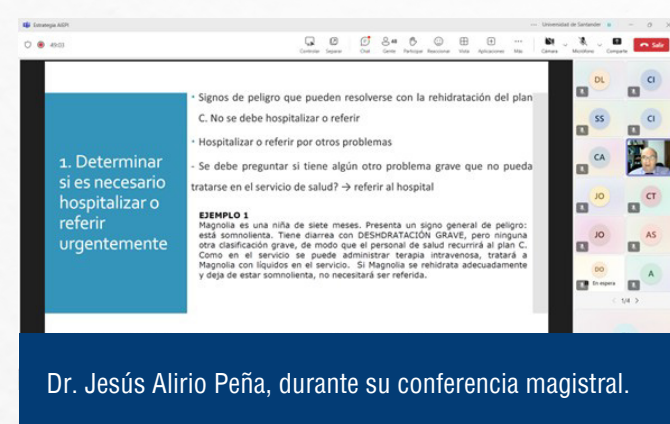 Estrategia AIEPI
Universidad de Santander
49:03
Controlar Separar Chat Gente Participar Reaccionar Vista Aplicaciones Más Cámara Micrófono Compartir Salir
48
1. Determinar
si es necesario
hospitalizar o
referir
urgentemente
• Signos de peligro que pueden resolverse con la rehidratación del plan
C. No se debe hospitalizar o referir
• Hospitalizar o referir por otros problemas
- Se debe preguntar si tiene algún otro problema grave que no pueda
tratarse en el servicio de salud? → referir al hospital
EJEMPLO 1
Magnolia es una niña de siete meses. Presenta un signo general de peligro:
está somnolienta. Tiene diarrea con DESHDRATACIÓN GRAVE, pero ninguna
otra clasificación grave, de modo que el personal de salud recurrirá al plan C.
Como en el servicio se puede administrar terapia intravenosa, tratará a
Magnolia con líquidos en el servicio. Si Magnolia se rehidrata adecuadamente
y deja de estar somnolienta, no necesitará ser referida.
DL CI
SS CI
CA
JO CT
JO AS
DO A
En espera
1/4
Dr. Jesús Alirio Peña, durante su conferencia magistral.